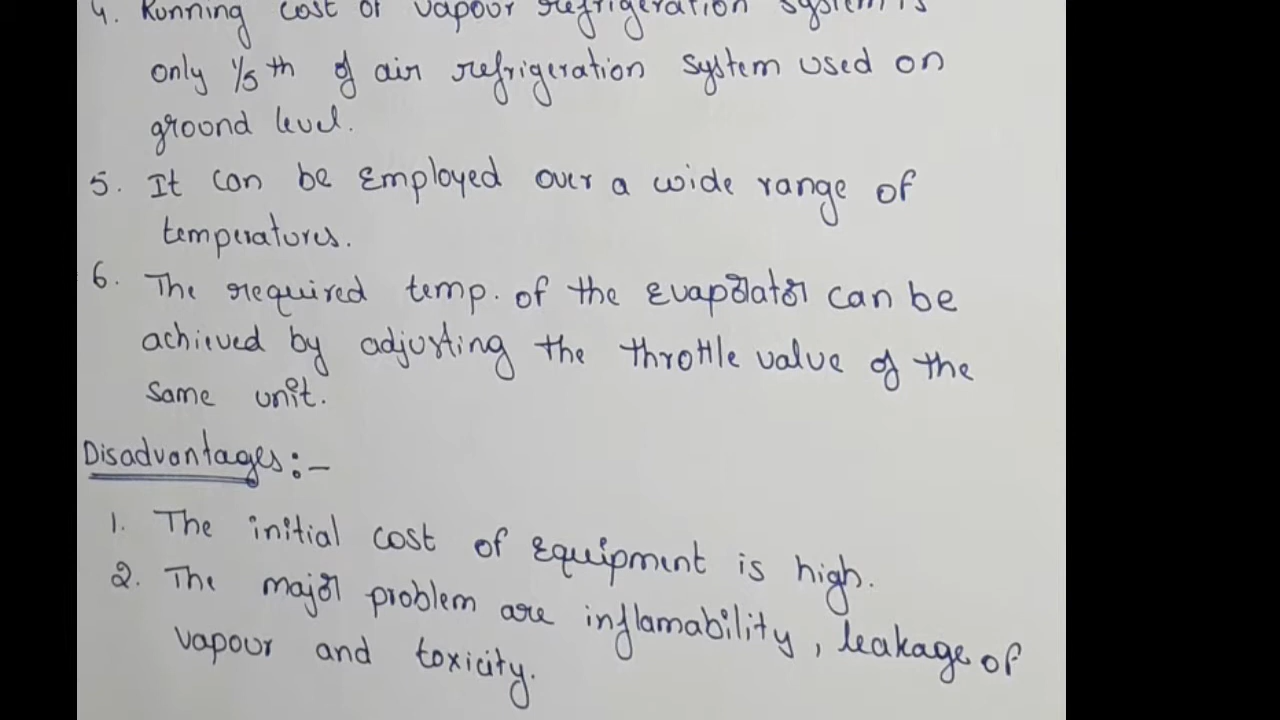 4. Running cost of vapour refrigeration system is
only 1/5 th of air refrigeration system used on
ground level.
5. It can be Employed over a wide range of
temperatures.
6. The required temp. of the Evaporator can be
achieved by adjusting the throttle value of the
same unit.
Disadvantages:-
1. The initial cost of Equipment is high.
2. The major problem are inflamability, leakage of
vapour and toxicity.